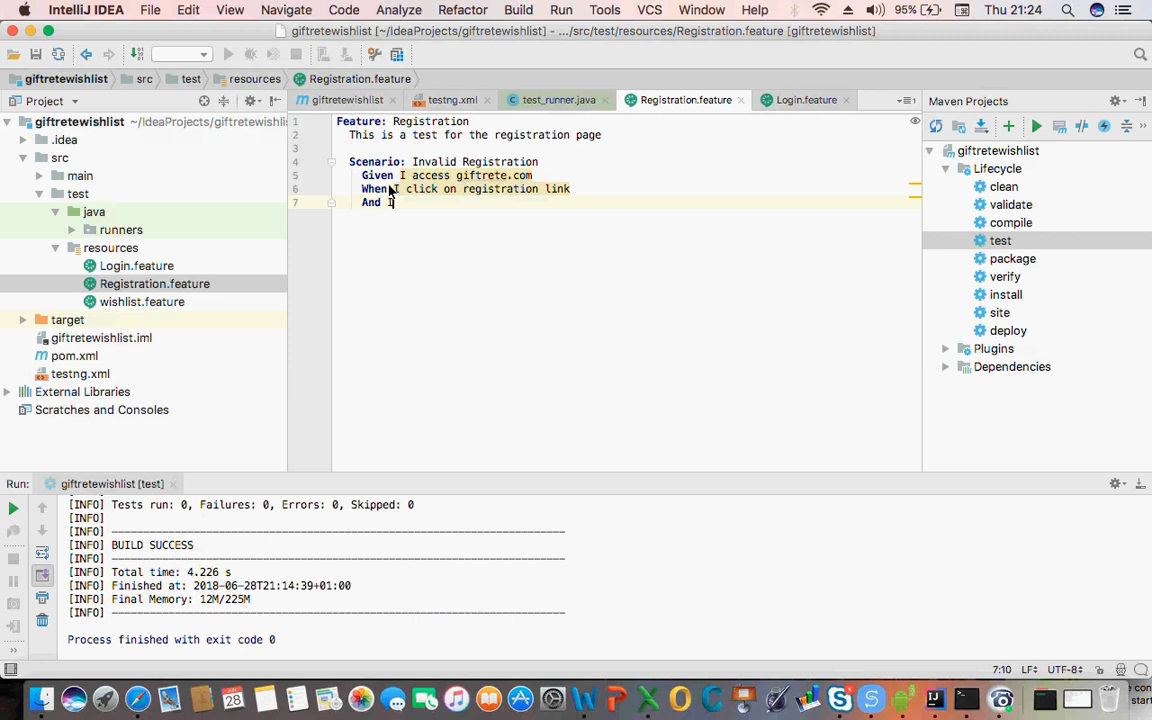 IntelliJ IDEA File Edit View Navigate Code Analyze Refactor Build Run Tools VCS Window Help 95% Thu 21:24
giftretewishlist [~/IdeaProjects/giftretewishlist] - .../src/test/resources/Registration.feature [giftretewishlist]
giftretewishlist src test resources Registration.feature
Project
giftretewishlist testng.xml test_runner.java Registration.feature Login.feature
Maven Projects
giftretewishlist ~/IdeaProjects/giftretewishli
.idea
src
main
test
java
runners
resources
Login.feature
Registration.feature
wishlist.feature
target
giftretewishlist.iml
pom.xml
testng.xml
External Libraries
Scratches and Consoles
1 Feature: Registration
2 This is a test for the registration page
3
4 Scenario: Invalid Registration
5 Given I access giftrete.com
6 When I click on registration link
7 And I
giftretewishlist
Lifecycle
clean
validate
compile
test
package
verify
install
site
deploy
Plugins
Dependencies
Run: giftretewishlist [test]
[INFO] Tests run: 0, Failures: 0, Errors: 0, Skipped: 0
[INFO]
[INFO] ------------------------------------------------------------------------
[INFO] BUILD SUCCESS
[INFO] ------------------------------------------------------------------------
[INFO] Total time: 4.226 s
[INFO] Finished at: 2018-06-28T21:14:39+01:00
[INFO] Final Memory: 12M/225M
[INFO] ------------------------------------------------------------------------
Process finished with exit code 0
7:10 LF UTF-8